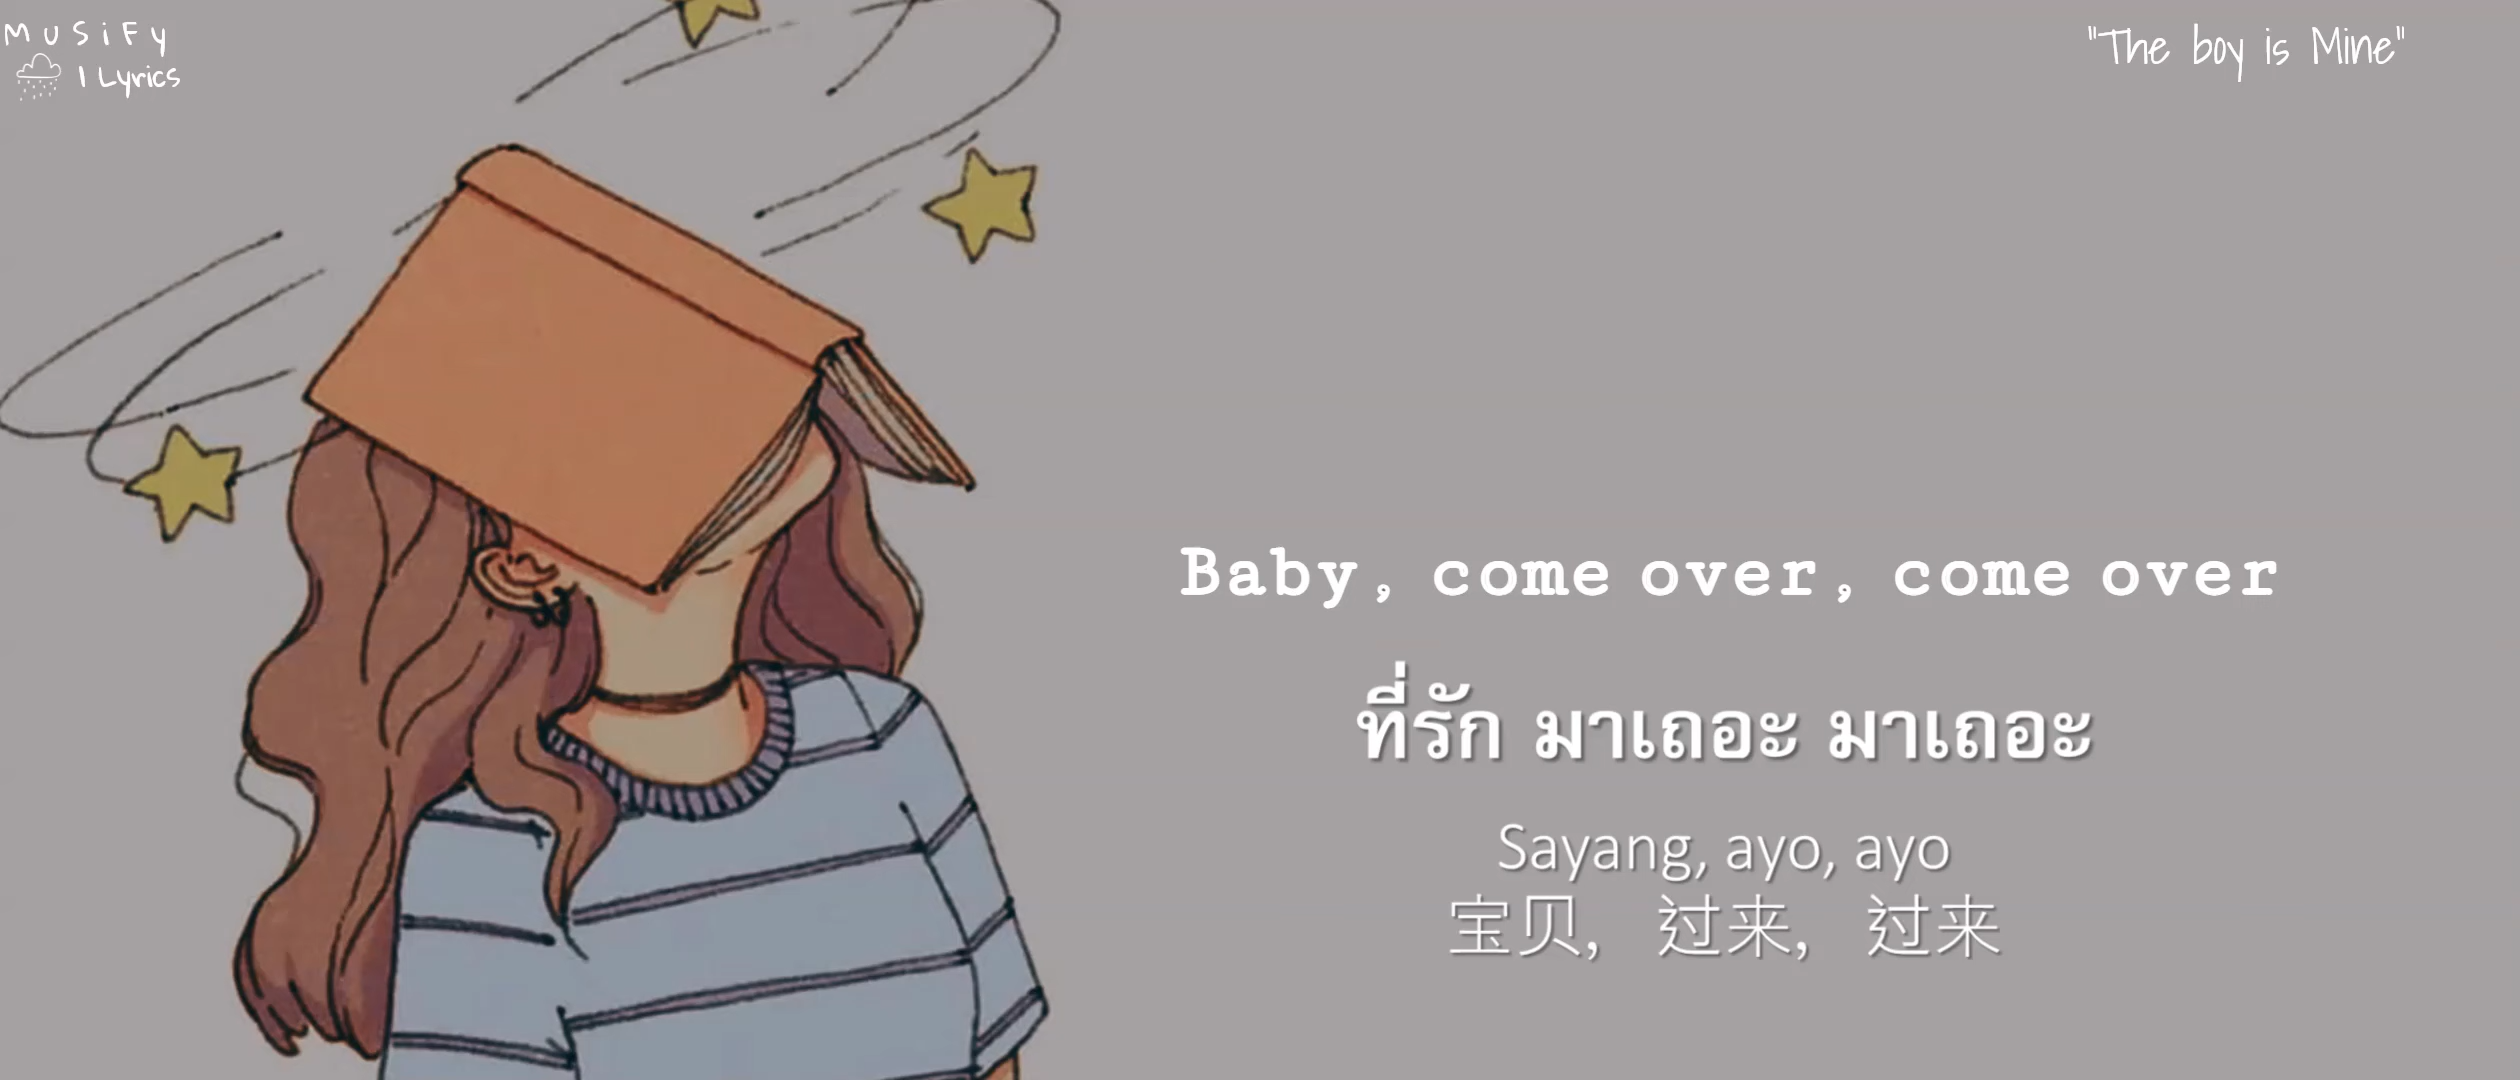 MUSIFY
| Lyrics
"The boy is Mine"
Baby, come over, come over
ที่รัก มาเถอะ มาเถอะ
Sayang, ayo, ayo
宝贝, 过来, 过来